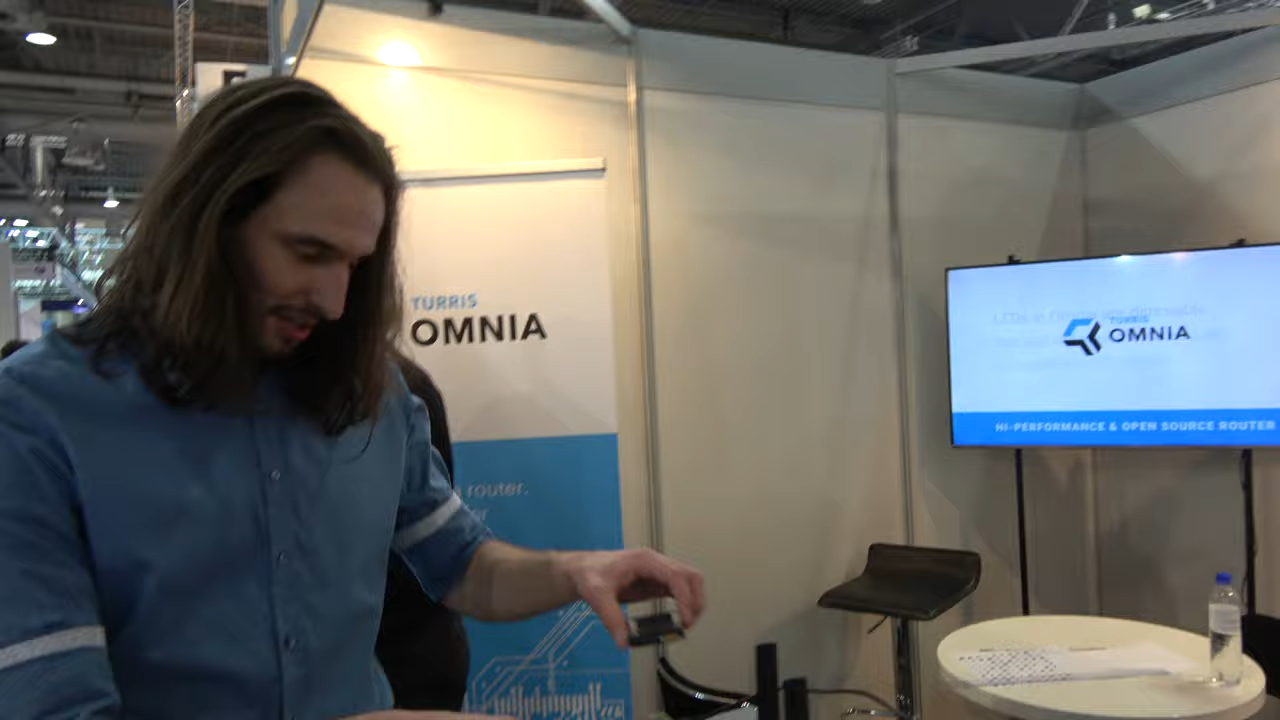 TURRIS
OMNIA
router.
TURRIS
OMNIA
HI-PERFORMANCE & OPEN SOURCE ROUTER